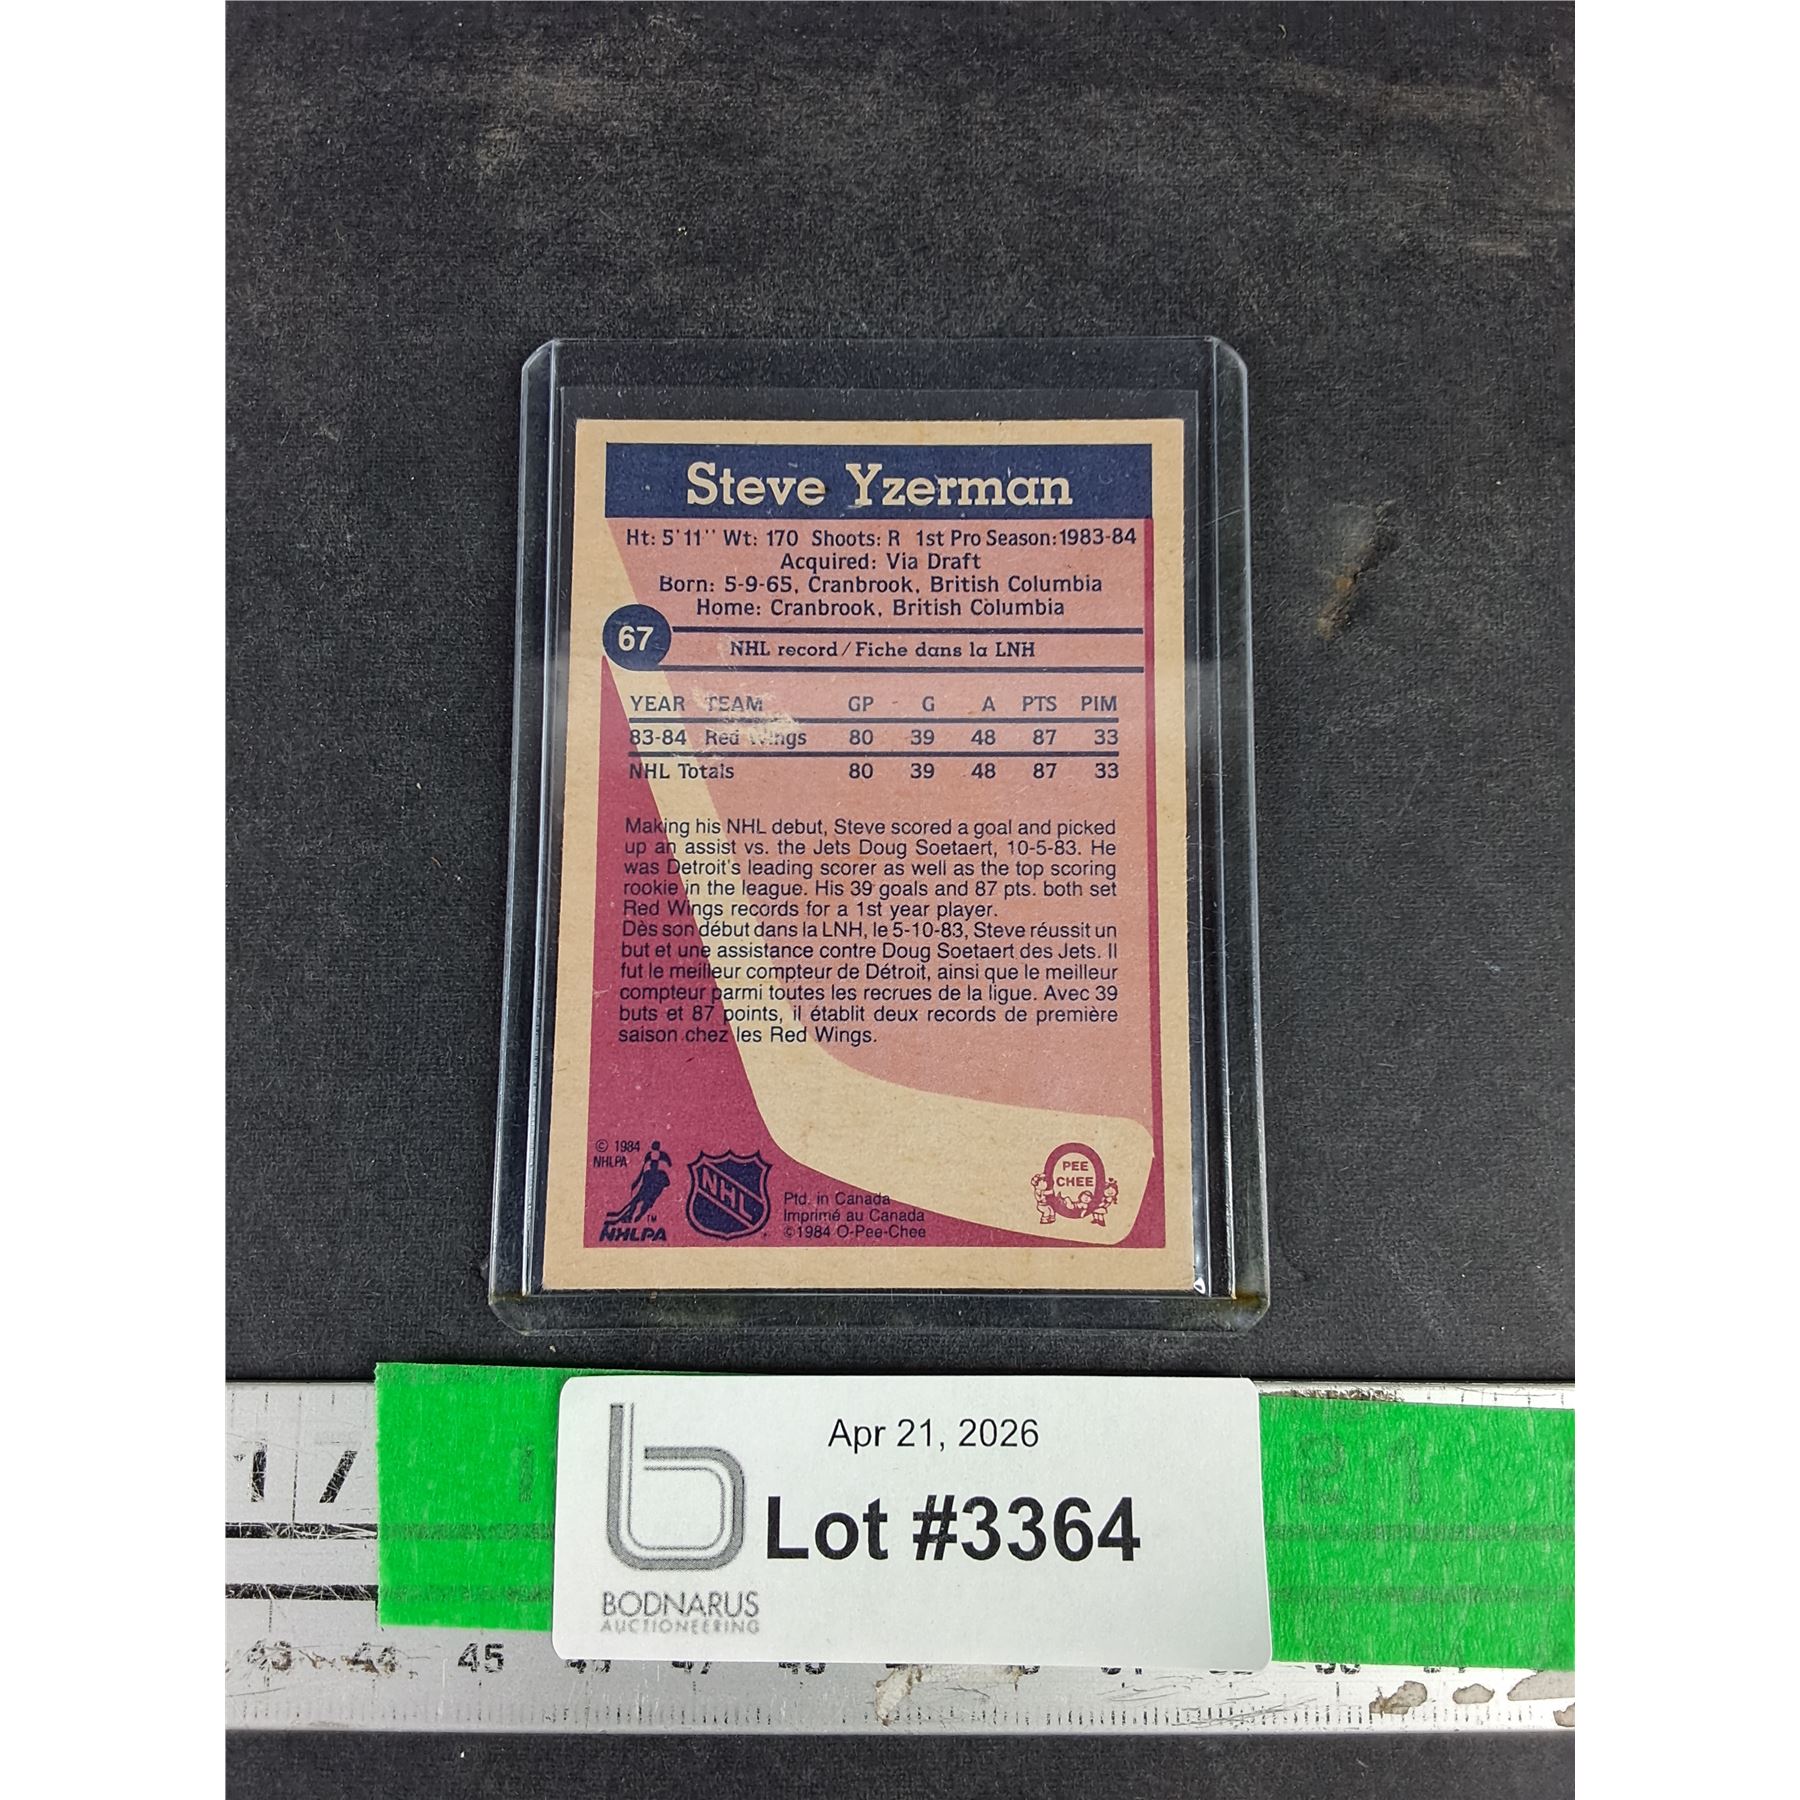 Steve Yzerman
Ht: 5'11'' Wt: 170 Shoots: R 1st Pro Season: 1983-84
Acquired: Via Draft
Born: 5-9-65, Cranbrook, British Columbia
Home: Cranbrook, British Columbia
67
NHL record / Fiche dans la LNH
YEAR TEAM GP G A PTS PIM
83-84 Red Wings 80 39 48 87 33
NHL Totals 80 39 48 87 33
Making his NHL debut, Steve scored a goal and picked
up an assist vs. the Jets Doug Soetaert, 10-5-83. He
was Detroit's leading scorer as well as the top scoring
rookie in the league. His 39 goals and 87 pts. both set
Red Wings records for a 1st year player.
Dès son début dans la LNH, le 5-10-83, Steve réussit un
but et une assistance contre Doug Soetaert des Jets. Il
fut le meilleur compteur de Détroit, ainsi que le meilleur
compteur parmi toutes les recrues de la ligue. Avec 39
buts et 87 points, il établit deux records de première
saison chez les Red Wings.
© 1984
NHLPA
NHLPA
TM
NHL
Ptd. in Canada
Imprimé au Canada
©1984 O-Pee-Chee
PEE
CHEE
Apr 21, 2026
Lot #3364
b
BODNARUS
AUCTIONEERING
17 21
43 44 45